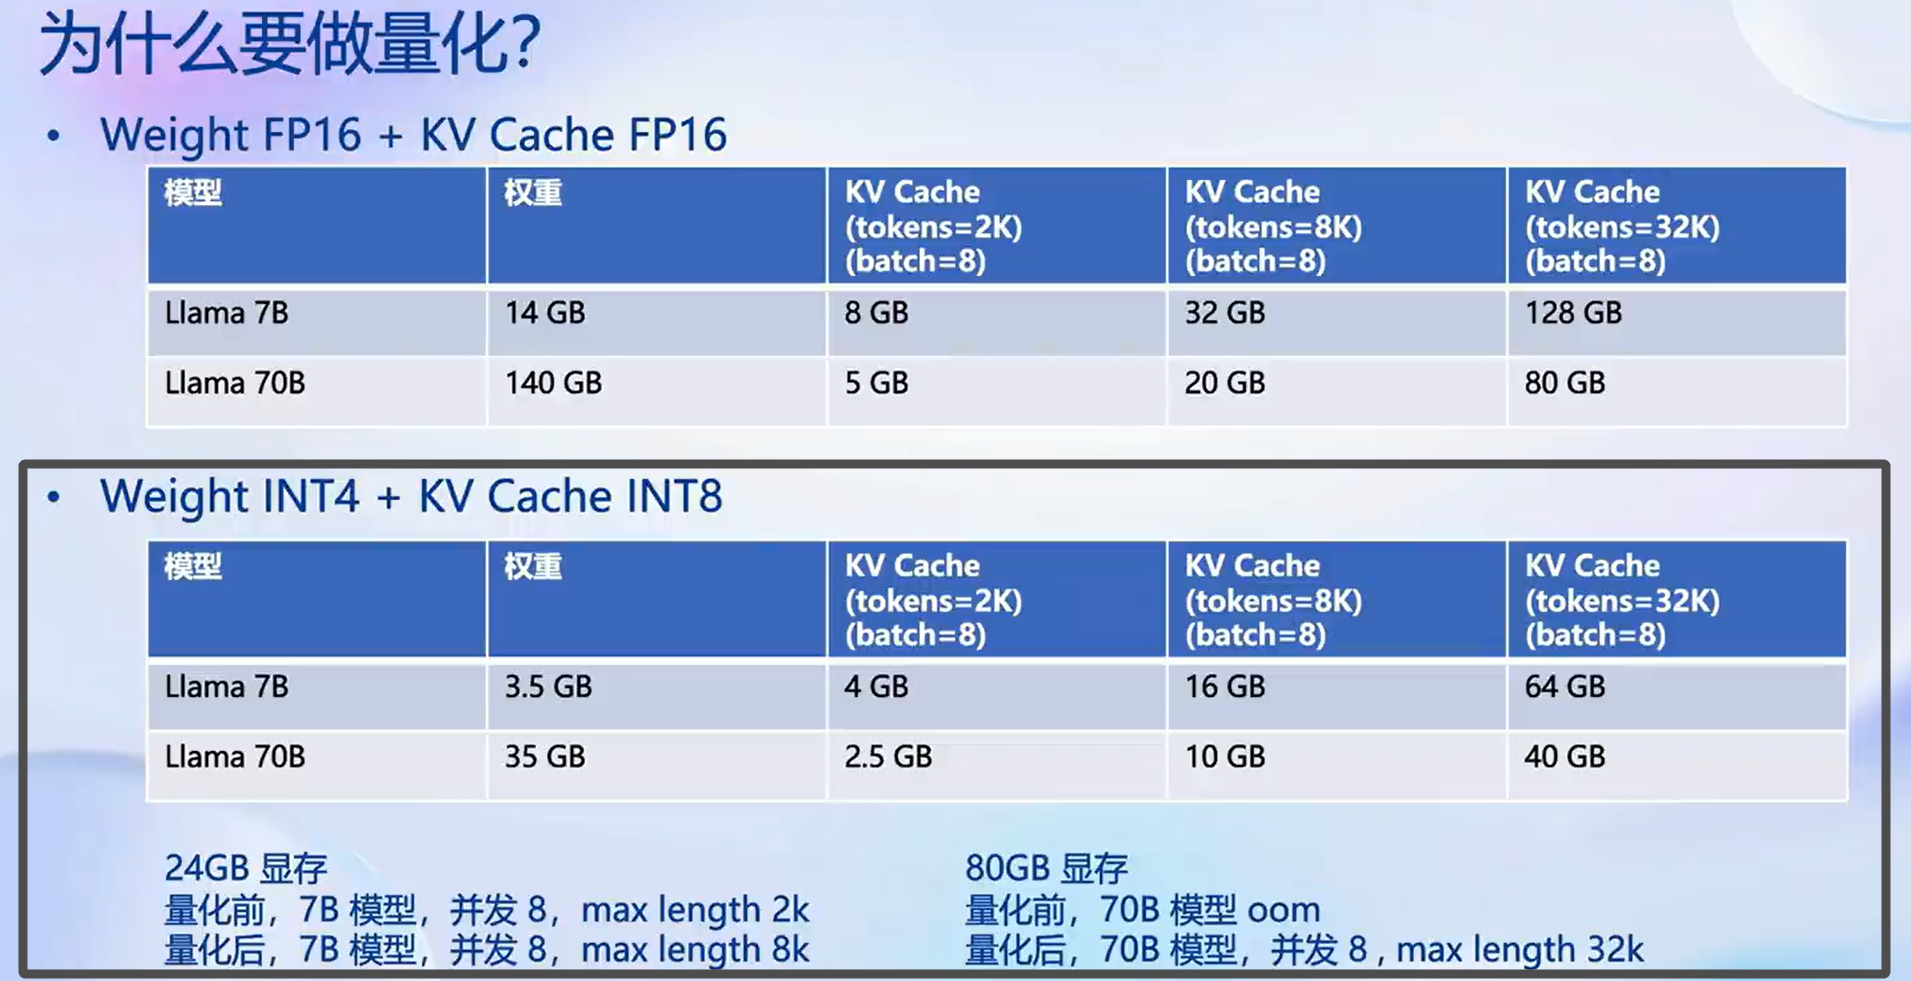 为什么要做量化?
• Weight FP16 + KV Cache FP16
模型 权重 KV Cache (tokens=2K) (batch=8) KV Cache (tokens=8K) (batch=8) KV Cache (tokens=32K) (batch=8)
Llama 7B 14 GB 8 GB 32 GB 128 GB
Llama 70B 140 GB 5 GB 20 GB 80 GB
• Weight INT4 + KV Cache INT8
模型 权重 KV Cache (tokens=2K) (batch=8) KV Cache (tokens=8K) (batch=8) KV Cache (tokens=32K) (batch=8)
Llama 7B 3.5 GB 4 GB 16 GB 64 GB
Llama 70B 35 GB 2.5 GB 10 GB 40 GB
24GB 显存
量化前，7B 模型，并发 8，max length 2k
量化后，7B 模型，并发 8，max length 8k
80GB 显存
量化前，70B 模型 oom
量化后，70B 模型，并发 8 , max length 32k